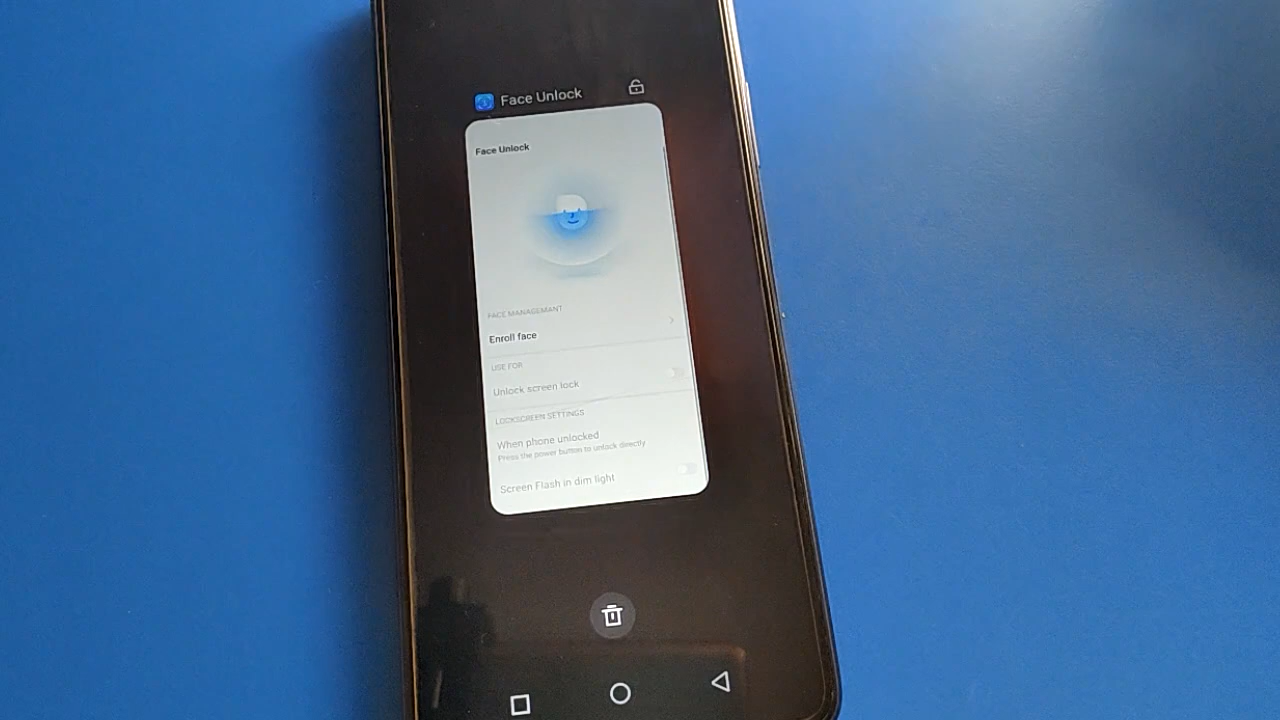 Face Unlock
Face Unlock
FACE MANAGEMANT
Enroll face
USE FOR
Unlock screen lock
LOCKSCREEN SETTINGS
When phone unlocked
Press the power button to unlock directly
Screen Flash in dim light